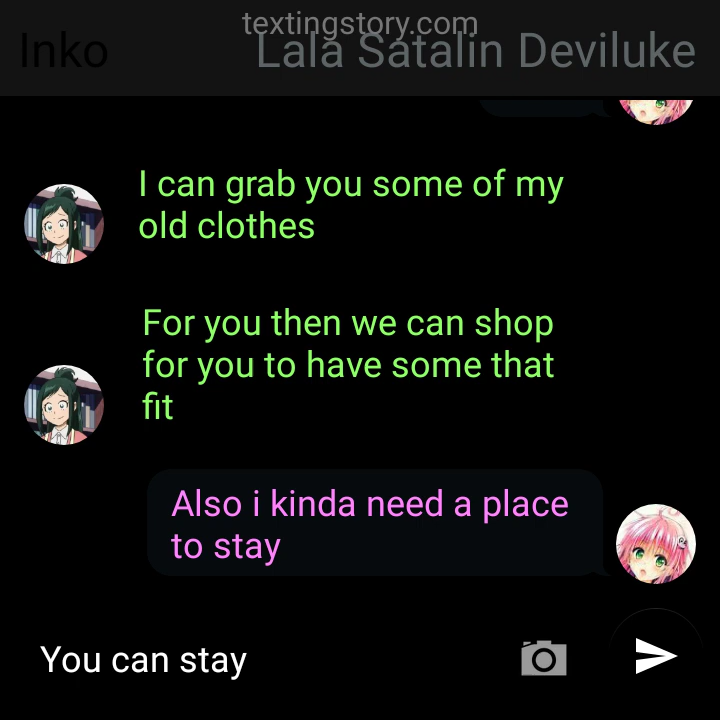 textingstory.com
Inko
Lala Satalin Deviluke
I can grab you some of my
old clothes
For you then we can shop
for you to have some that
fit
Also i kinda need a place
to stay
You can stay